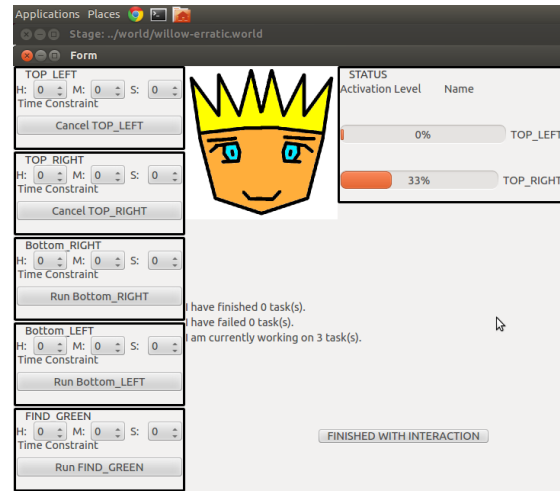 Applications Places
Stage: ../world/willow-erratic.world
Form
TOP_LEFT
H: 0 M: 0 S: 0
Time Constraint
Cancel TOP_LEFT
TOP_RIGHT
H: 0 M: 0 S: 0
Time Constraint
Cancel TOP_RIGHT
Bottom_RIGHT
H: 0 M: 0 S: 0
Time Constraint
Run Bottom_RIGHT
Bottom_LEFT
H: 0 M: 0 S: 0
Time Constraint
Run Bottom_LEFT
FIND_GREEN
H: 0 M: 0 S: 0
Time Constraint
Run FIND_GREEN
I have finished 0 task(s).
I have failed 0 task(s).
I am currently working on 3 task(s).
STATUS
Activation Level Name
0% TOP_LEFT
33% TOP_RIGHT
FINISHED WITH INTERACTION